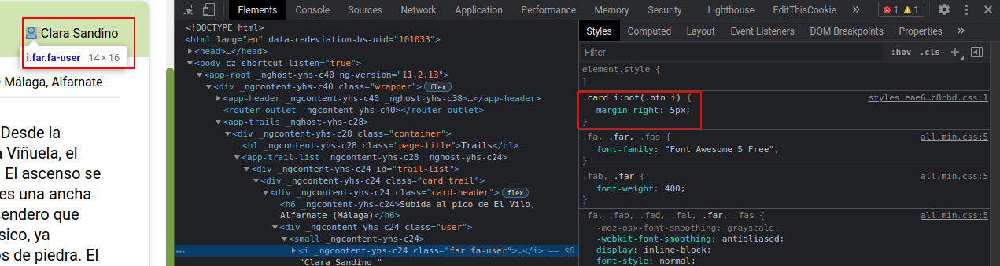 Clara Sandino
i.far.fa-user 14 × 16
Málaga, Alfarnate
Desde la
Viñuela, el
El ascenso se
es una ancha
sendero que
sico, ya
os de piedra. El
Elements Console Sources Network Application Performance Memory Security Lighthouse EditThisCookie » 1 1
<!DOCTYPE html>
<html lang="en" data-redeviation-bs-uid="101033">
<head>…</head>
<body cz-shortcut-listen="true">
<app-root _nghost-yhs-c40 ng-version="11.2.13">
<div _ngcontent-yhs-c40 class="wrapper"> flex
<app-header _ngcontent-yhs-c40 _nghost-yhs-c38>…</app-header>
<router-outlet _ngcontent-yhs-c40></router-outlet>
<app-trails _nghost-yhs-c28>
<div _ngcontent-yhs-c28 class="container">
<h1 _ngcontent-yhs-c28 class="page-title">Trails</h1>
<app-trail-list _ngcontent-yhs-c28 _nghost-yhs-c24>
<div _ngcontent-yhs-c24 id="trail-list">
<div _ngcontent-yhs-c24 class="card trail">
<div _ngcontent-yhs-c24 class="card-header"> flex
<h6 _ngcontent-yhs-c24>Subida al pico de El Vilo,
Alfarnate (Málaga)</h6>
<div _ngcontent-yhs-c24 class="user">
<small _ngcontent-yhs-c24>
… <i _ngcontent-yhs-c24 class="far fa-user">…</i> == $0
"Clara Sandino "
Styles Computed Layout Event Listeners DOM Breakpoints Properties »
Filter :hov .cls +
element.style {
}
.card i:not(.btn i) { styles.eae6…b8cbd.css:1
margin-right: 5px;
}
.fa, .far, .fas { all.min.css:5
font-family: "Font Awesome 5 Free";
}
.fab, .far { all.min.css:5
font-weight: 400;
}
.fa, .fab, .fad, .fal, .far, .fas { all.min.css:5
-moz-osx-font-smoothing: grayscale;
-webkit-font-smoothing: antialiased;
display: inline-block;
font-style: normal;